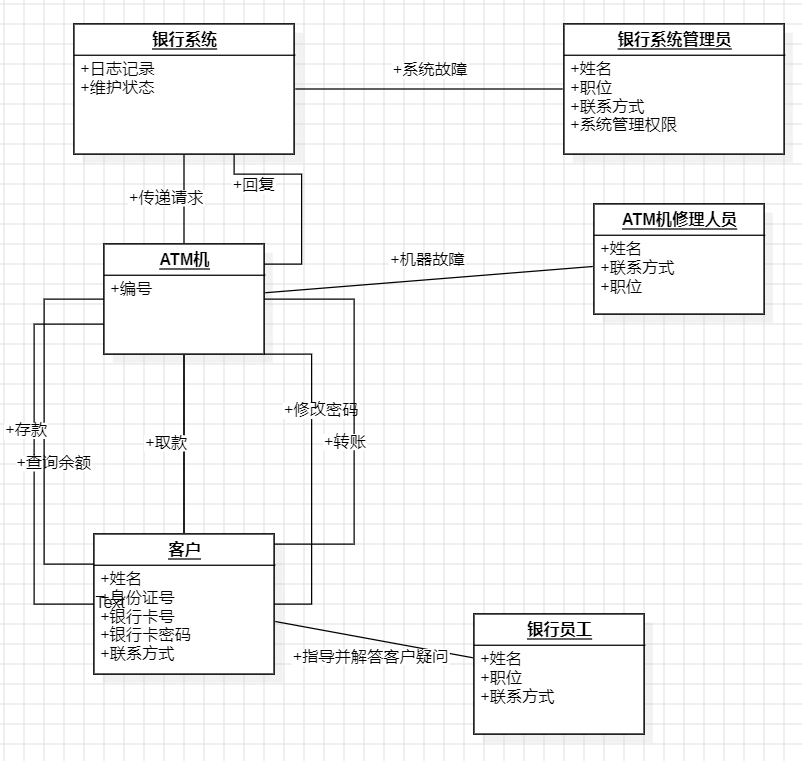 银行系统
+日志记录
+维护状态
银行系统管理员
+姓名
+职位
+联系方式
+系统管理权限
+系统故障
+传递请求
+回复
ATM机
+编号
ATM机修理人员
+姓名
+联系方式
+职位
+机器故障
+存款
+查询余额
+取款
+修改密码
+转账
客户
+姓名
+身份证号
Text
+银行卡号
+银行卡密码
+联系方式
+指导并解答客户疑问
银行员工
+姓名
+职位
+联系方式